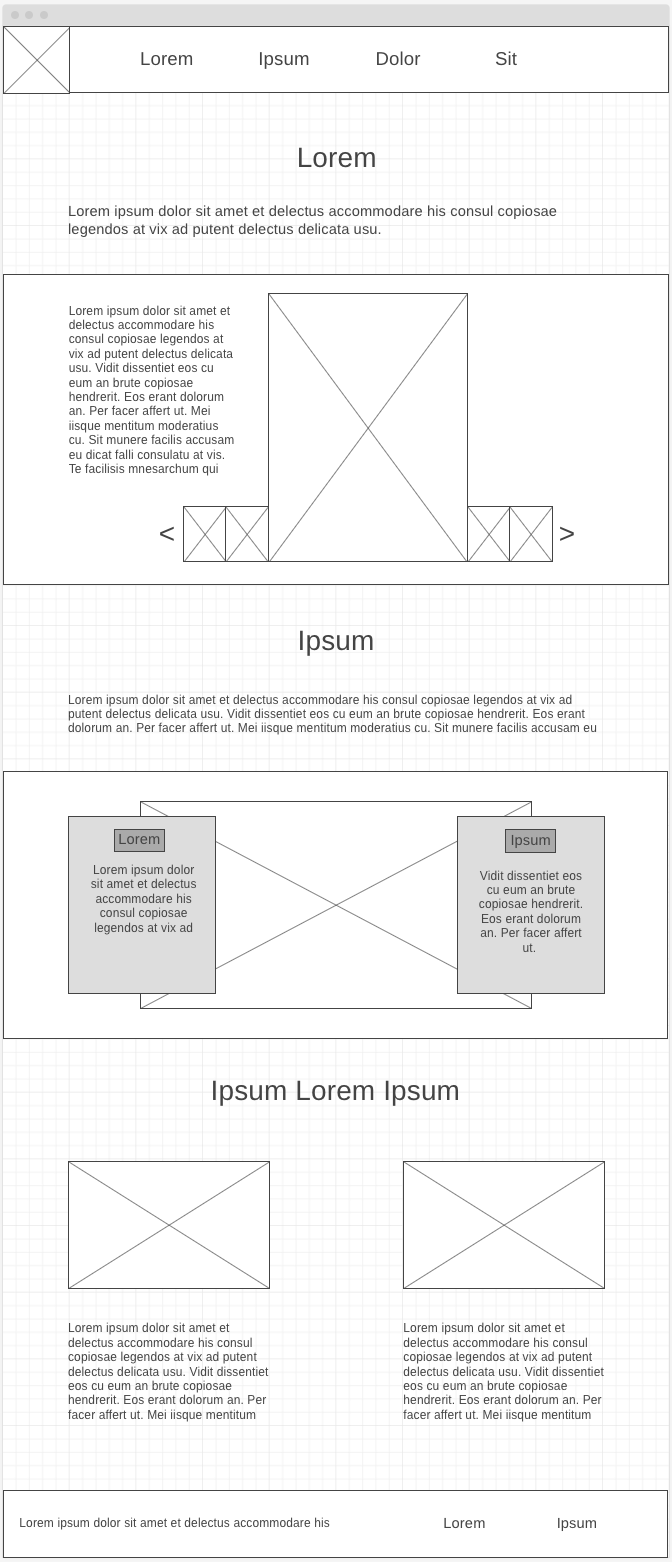 Lorem
Ipsum
Dolor
Sit
Lorem
Lorem ipsum dolor sit amet et delectus accommodare his consul copiosae
legendos at vix ad putent delectus delicata usu.
Lorem ipsum dolor sit amet et
delectus accommodare his
consul copiosae legendos at
vix ad putent delectus delicata
usu. Vidit dissentiet eos cu
eum an brute copiosae
hendrerit. Eos erant dolorum
an. Per facer affert ut. Mei
iisque mentitum moderatius
cu. Sit munere facilis accusam
eu dicat falli consulatu at vis.
Te facilisis mnesarchum qui
<
>
Ipsum
Lorem ipsum dolor sit amet et delectus accommodare his consul copiosae legendos at vix ad
putent delectus delicata usu. Vidit dissentiet eos cu eum an brute copiosae hendrerit. Eos erant
dolorum an. Per facer affert ut. Mei iisque mentitum moderatius cu. Sit munere facilis accusam eu
Lorem
Lorem ipsum dolor
sit amet et delectus
accommodare his
consul copiosae
legendos at vix ad
Ipsum
Vidit dissentiet eos
cu eum an brute
copiosae hendrerit.
Eos erant dolorum
an. Per facer affert
ut.
Ipsum Lorem Ipsum
Lorem ipsum dolor sit amet et
delectus accommodare his consul
copiosae legendos at vix ad putent
delectus delicata usu. Vidit dissentiet
eos cu eum an brute copiosae
hendrerit. Eos erant dolorum an. Per
facer affert ut. Mei iisque mentitum
Lorem ipsum dolor sit amet et
delectus accommodare his consul
copiosae legendos at vix ad putent
delectus delicata usu. Vidit dissentiet
eos cu eum an brute copiosae
hendrerit. Eos erant dolorum an. Per
facer affert ut. Mei iisque mentitum
Lorem ipsum dolor sit amet et delectus accommodare his
Lorem
Ipsum